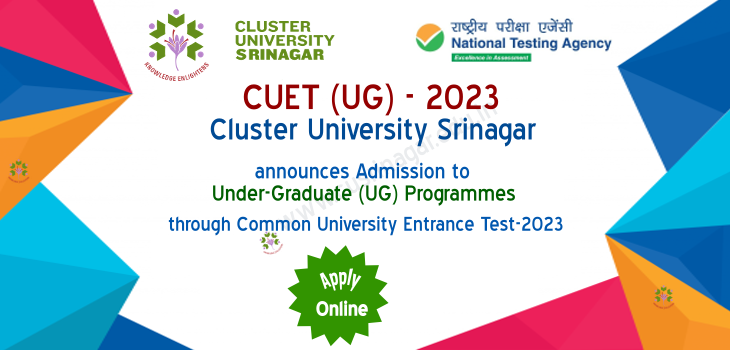 CLUSTER
UNIVERSITY
SRINAGAR
KNOWLEDGE ENLIGHTENS
राष्ट्रीय परीक्षा एजेंसी
National Testing Agency
Excellence in Assessment
CUET (UG) - 2023
Cluster University Srinagar
announces Admission to
Under-Graduate (UG) Programmes
through Common University Entrance Test-2023
Apply
Online